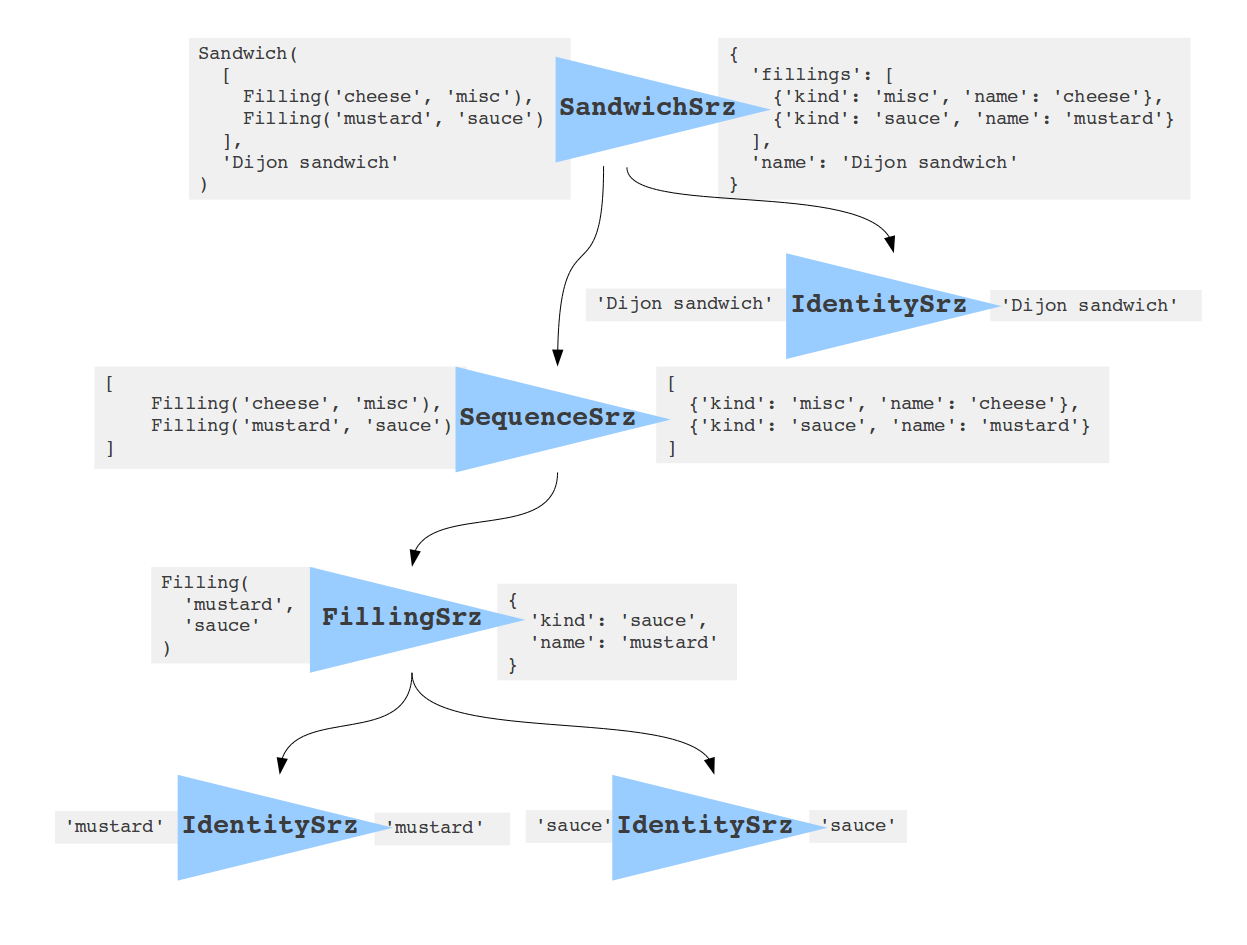 Sandwich(
  [
    Filling('cheese', 'misc'),
    Filling('mustard', 'sauce')
  ],
  'Dijon sandwich'
)
SandwichSrz
{
  'fillings': [
    {'kind': 'misc', 'name': 'cheese'},
    {'kind': 'sauce', 'name': 'mustard'}
  ],
  'name': 'Dijon sandwich'
}
'Dijon sandwich'
IdentitySrz
'Dijon sandwich'
[
    Filling('cheese', 'misc'),
    Filling('mustard', 'sauce')
]
SequenceSrz
[
  {'kind': 'misc', 'name': 'cheese'},
  {'kind': 'sauce', 'name': 'mustard'}
]
Filling(
  'mustard',
  'sauce'
)
FillingSrz
{
  'kind': 'sauce',
  'name': 'mustard'
}
'mustard'
IdentitySrz
'mustard'
'sauce'
IdentitySrz
'sauce'